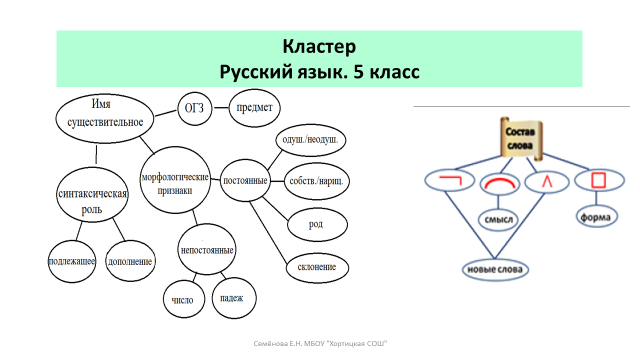 Кластер
Русский язык. 5 класс
Имя
существительное
ОГЗ
предмет
морфологические
признаки
постоянные
одуш./неодуш.
собств./нариц.
род
склонение
непостоянные
число
падеж
синтаксическая
роль
подлежащее
дополнение
Состав
слова
смысл
форма
новые слова
Семёнова Е.Н. МБОУ "Хортицкая СОШ"